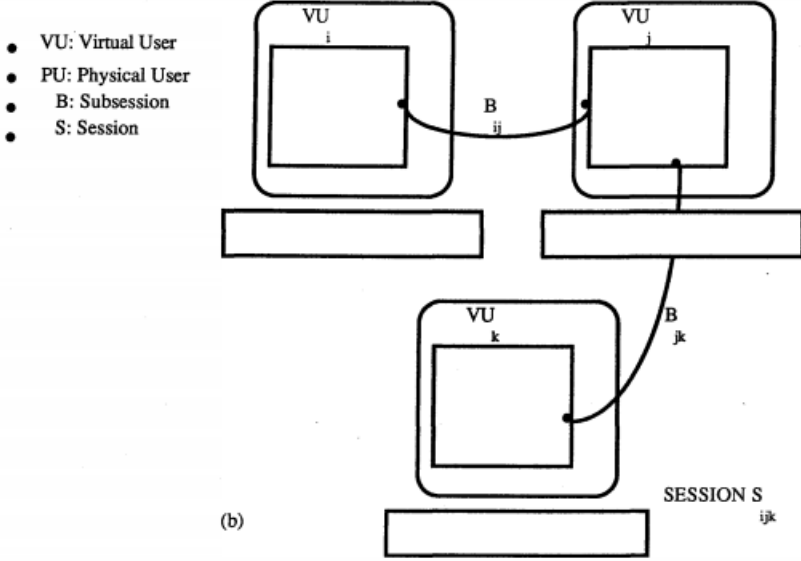 VU: Virtual User
PU: Physical User
B: Subsession
S: Session
VU
i
VU
j
B
ij
VU
k
B
jk
SESSION S
ijk
(b)